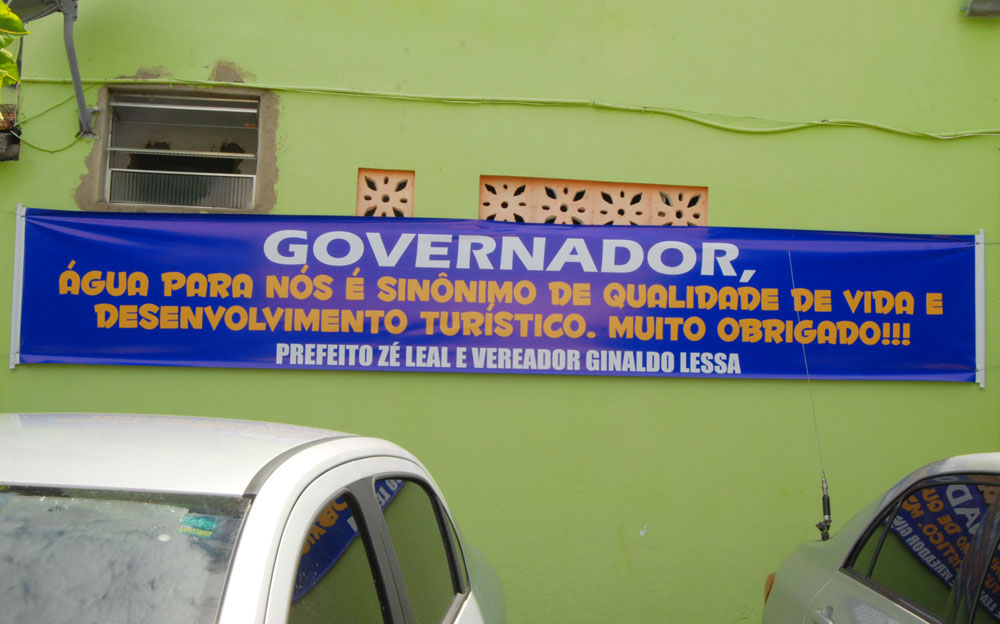 GOVERNADOR,
ÁGUA PARA NÓS É SINÔNIMO DE QUALIDADE DE VIDA E
DESENVOLVIMENTO TURÍSTICO. MUITO OBRIGADO!!!
PREFEITO ZÉ LEAL E VEREADOR GINALDO LESSA